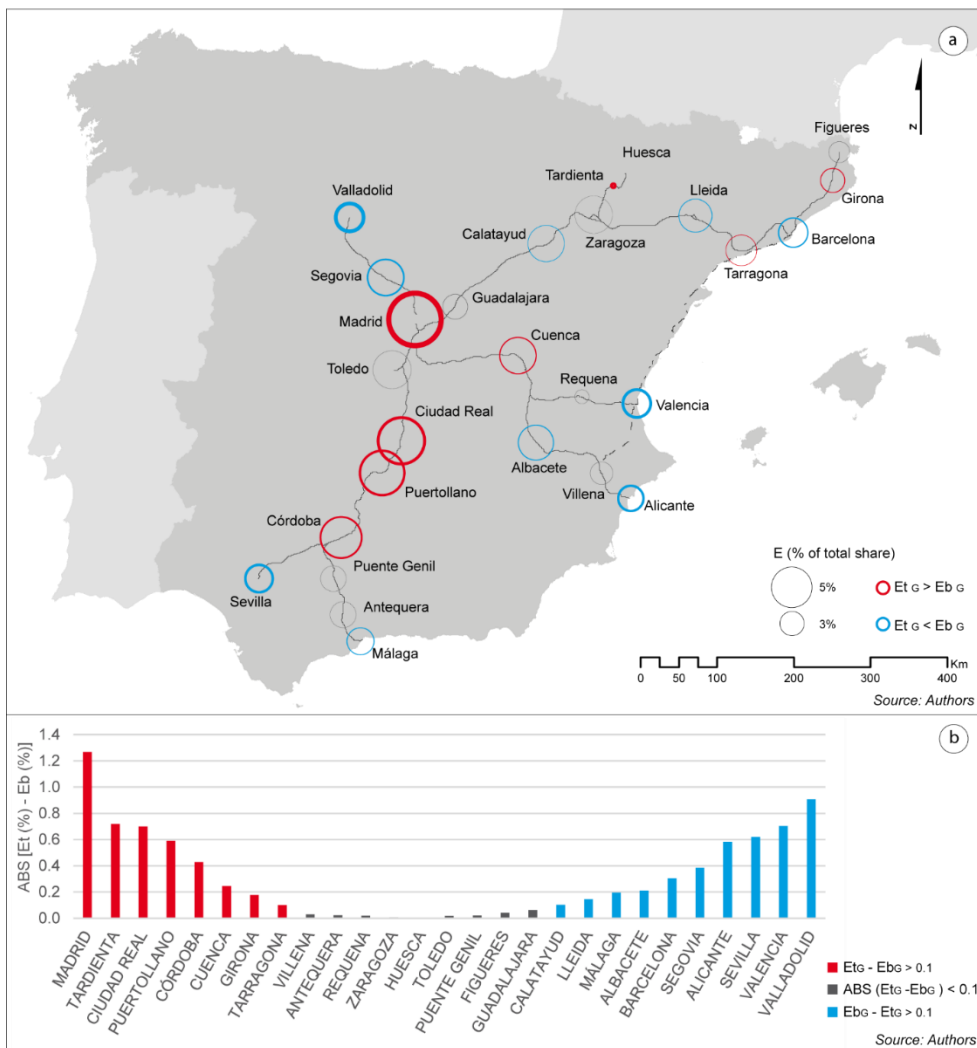 a
N
Figueres
Huesca
Tardienta
Valladolid
Lleida
Girona
Calatayud
Zaragoza
Barcelona
Segovia
Tarragona
Guadalajara
Madrid
Cuenca
Toledo
Requena
Ciudad Real
Valencia
Albacete
Puertollano
Villena
Alicante
Córdoba
E (% of total share)
Puente Genil
5%
Et G > Eb G
Sevilla
Antequera
3%
Et G < Eb G
Málaga
Km
0 50 100 200 300 400
Source: Authors
b
ABS [Et (%) - Eb (%)]
1.4
1.2
1.0
0.8
0.6
0.4
0.2
0.0
MADRID
TARDIENTA
CIUDAD REAL
PUERTOLLANO
CÓRDOBA
CUENCA
GIRONA
TARRAGONA
VILLENA
ANTEQUERA
REQUENA
ZARAGOZA
HUESCA
TOLEDO
PUENTE GENIL
FIGUERES
GUADALAJARA
CALATAYUD
LLEIDA
MÁLAGA
ALBACETE
BARCELONA
SEGOVIA
ALICANTE
SEVILLA
VALENCIA
VALLADOLID
EtG - EbG > 0.1
ABS (EtG -EbG ) < 0.1
EbG - EtG > 0.1
Source: Authors